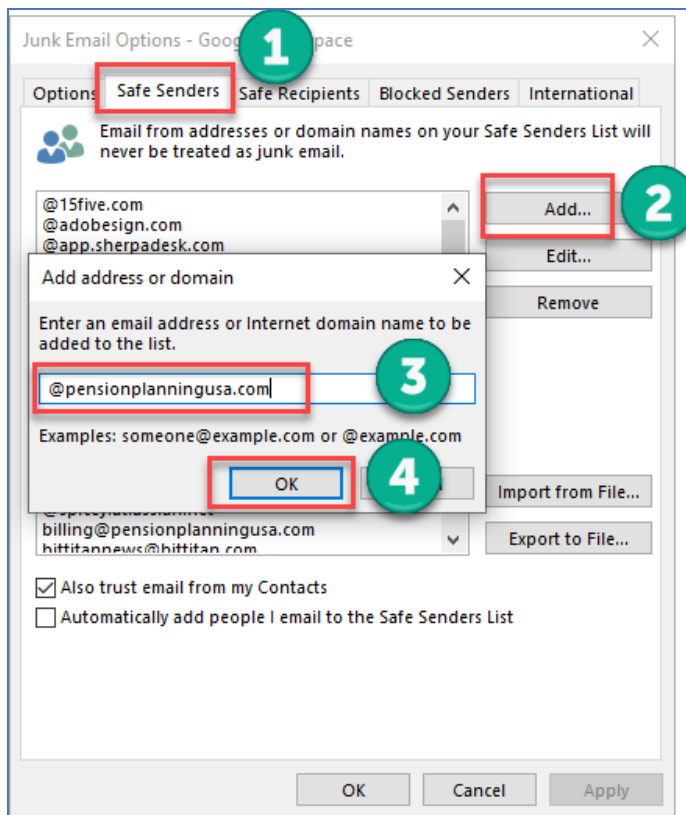 Junk Email Options - Goo pace
1
Options Safe Senders Safe Recipients Blocked Senders International
Email from addresses or domain names on your Safe Senders List will
never be treated as junk email.
@15five.com
@adobesign.com
@app.sherpadesk.com
Add...
2
Edit...
Remove
Add address or domain
Enter an email address or Internet domain name to be
added to the list.
@pensionplanningusa.com
3
Examples: someone@example.com or @example.com
OK
4
billing@pensionplanningusa.com
bittitannews@bittitan.com
Import from File...
Export to File...
Also trust email from my Contacts
Automatically add people I email to the Safe Senders List
OK Cancel Apply